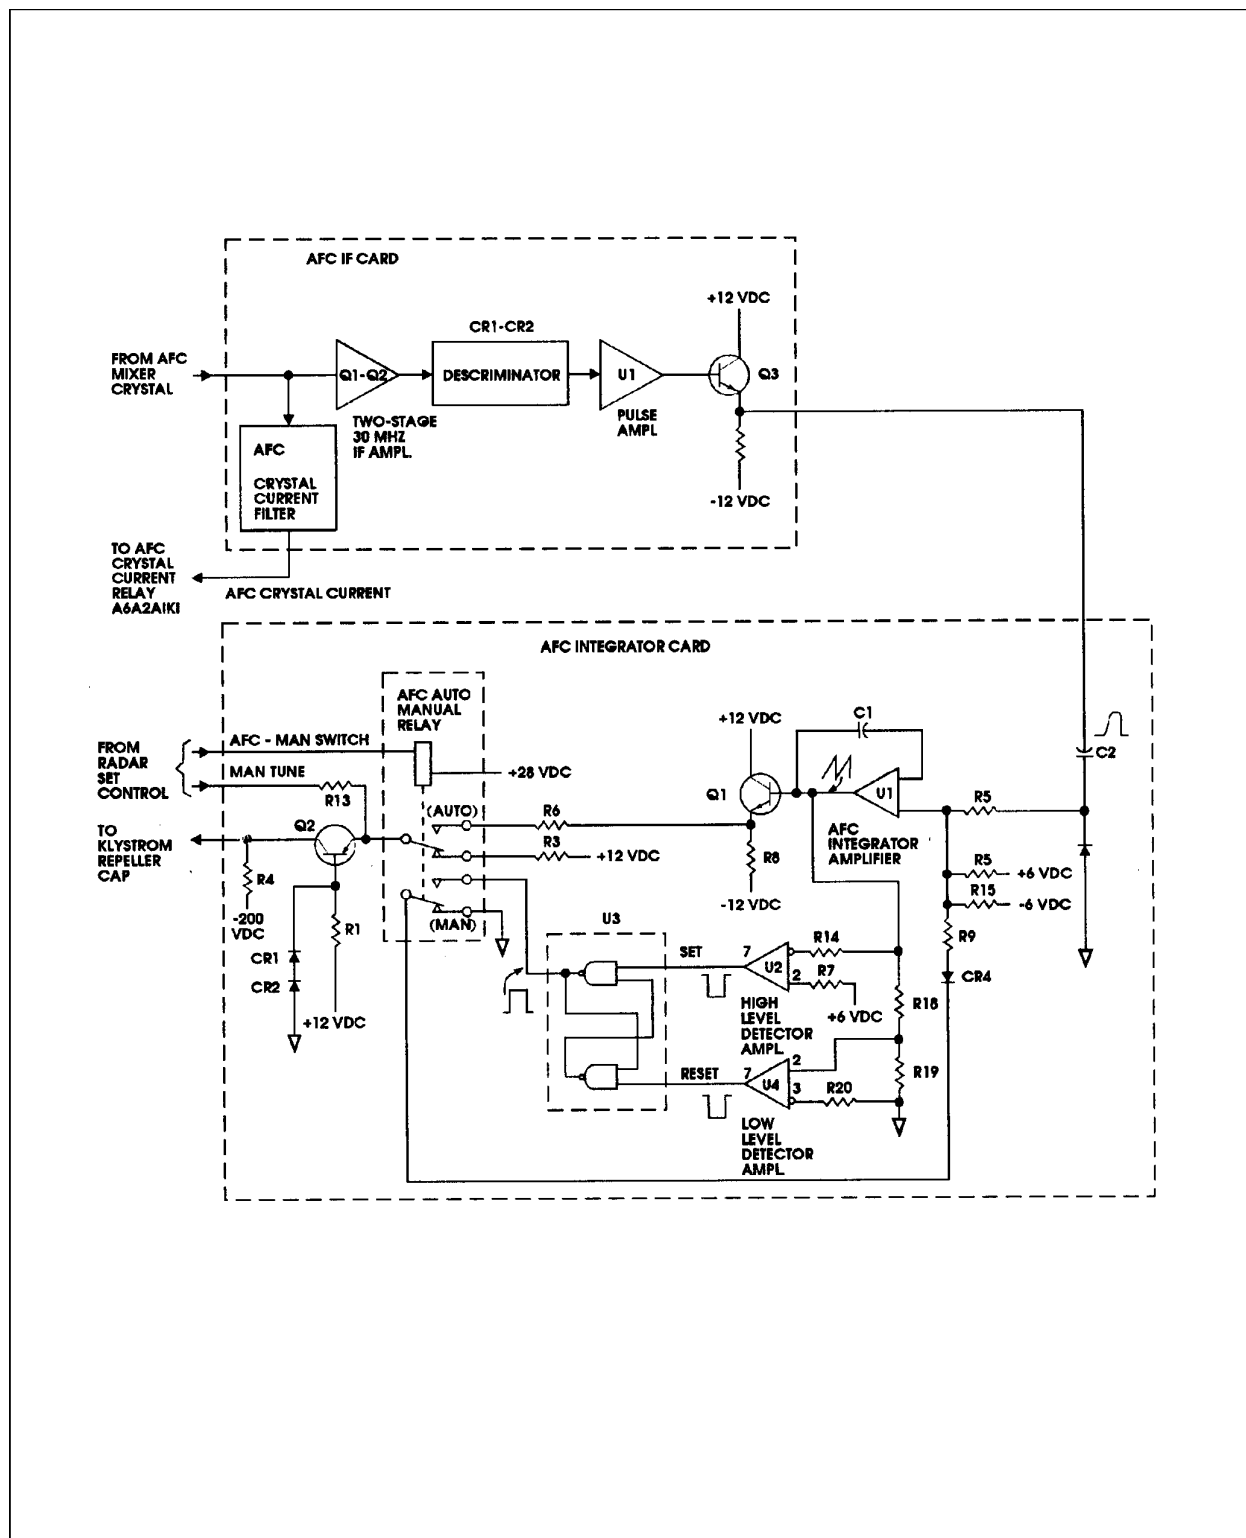 AFC IF CARD
+12 VDC
CR1-CR2
FROM AFC
MIXER
CRYSTAL
Q1-Q2
DESCRIMINATOR
U1
Q3
TWO-STAGE
30 MHZ
IF AMPL.
PULSE
AMPL
AFC
CRYSTAL
CURRENT
FILTER
-12 VDC
TO AFC
CRYSTAL
CURRENT
RELAY
A6A2A1K1
AFC CRYSTAL CURRENT
AFC INTEGRATOR CARD
AFC AUTO
MANUAL
RELAY
+12 VDC
C1
C2
FROM
RADAR
SET
CONTROL
AFC - MAN SWITCH
MAN TUNE
+28 VDC
R13
Q1
U1
R5
(AUTO)
R6
AFC
INTEGRATOR
AMPLIFIER
TO
KLYSTROM
REPELLER
CAP
Q2
R3
+12 VDC
R8
R5
+6 VDC
R4
R15
-6 VDC
-200
VDC
R1
(MAN)
-12 VDC
U3
R9
CR1
CR2
SET
7
U2
R14
2
R7
CR4
+12 VDC
HIGH
LEVEL
DETECTOR
AMPL.
+6 VDC
R18
RESET
7
U4
2
3
R20
R19
LOW
LEVEL
DETECTOR
AMPL.